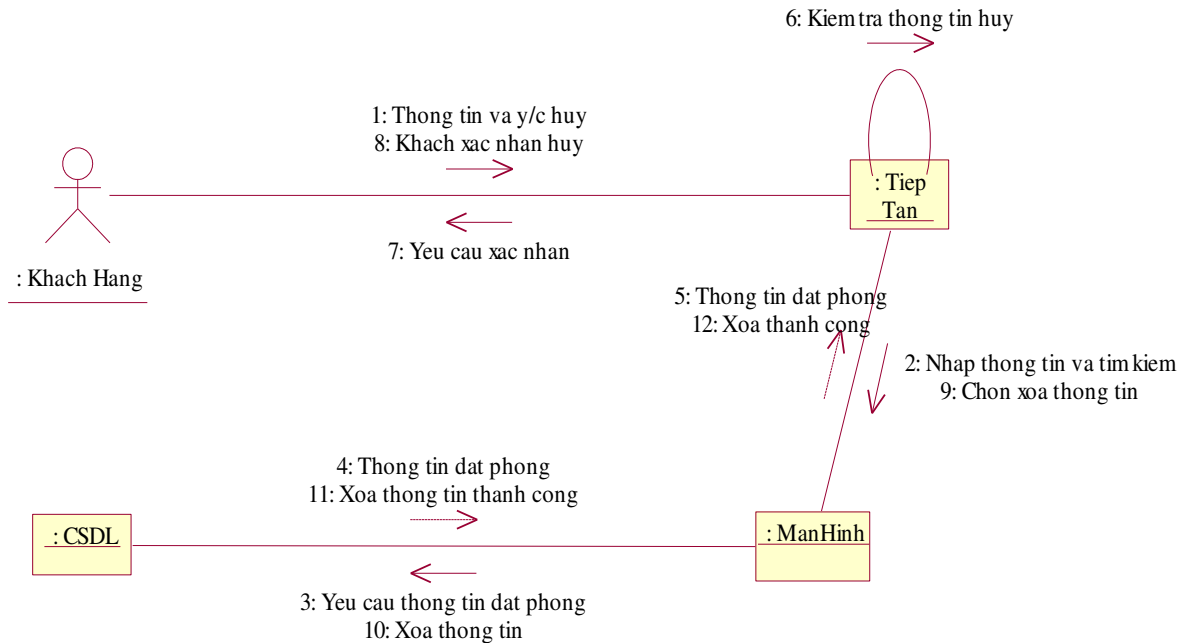 6: Kiem tra thong tin huy
1: Thong tin va y/c huy
8: Khach xac nhan huy
: Tiep
Tan
7: Yeu cau xac nhan
: Khach Hang
5: Thong tin dat phong
12: Xoa thanh cong
2: Nhap thong tin va tim kiem
9: Chon xoa thong tin
4: Thong tin dat phong
11: Xoa thong tin thanh cong
: CSDL
: ManHinh
3: Yeu cau thong tin dat phong
10: Xoa thong tin